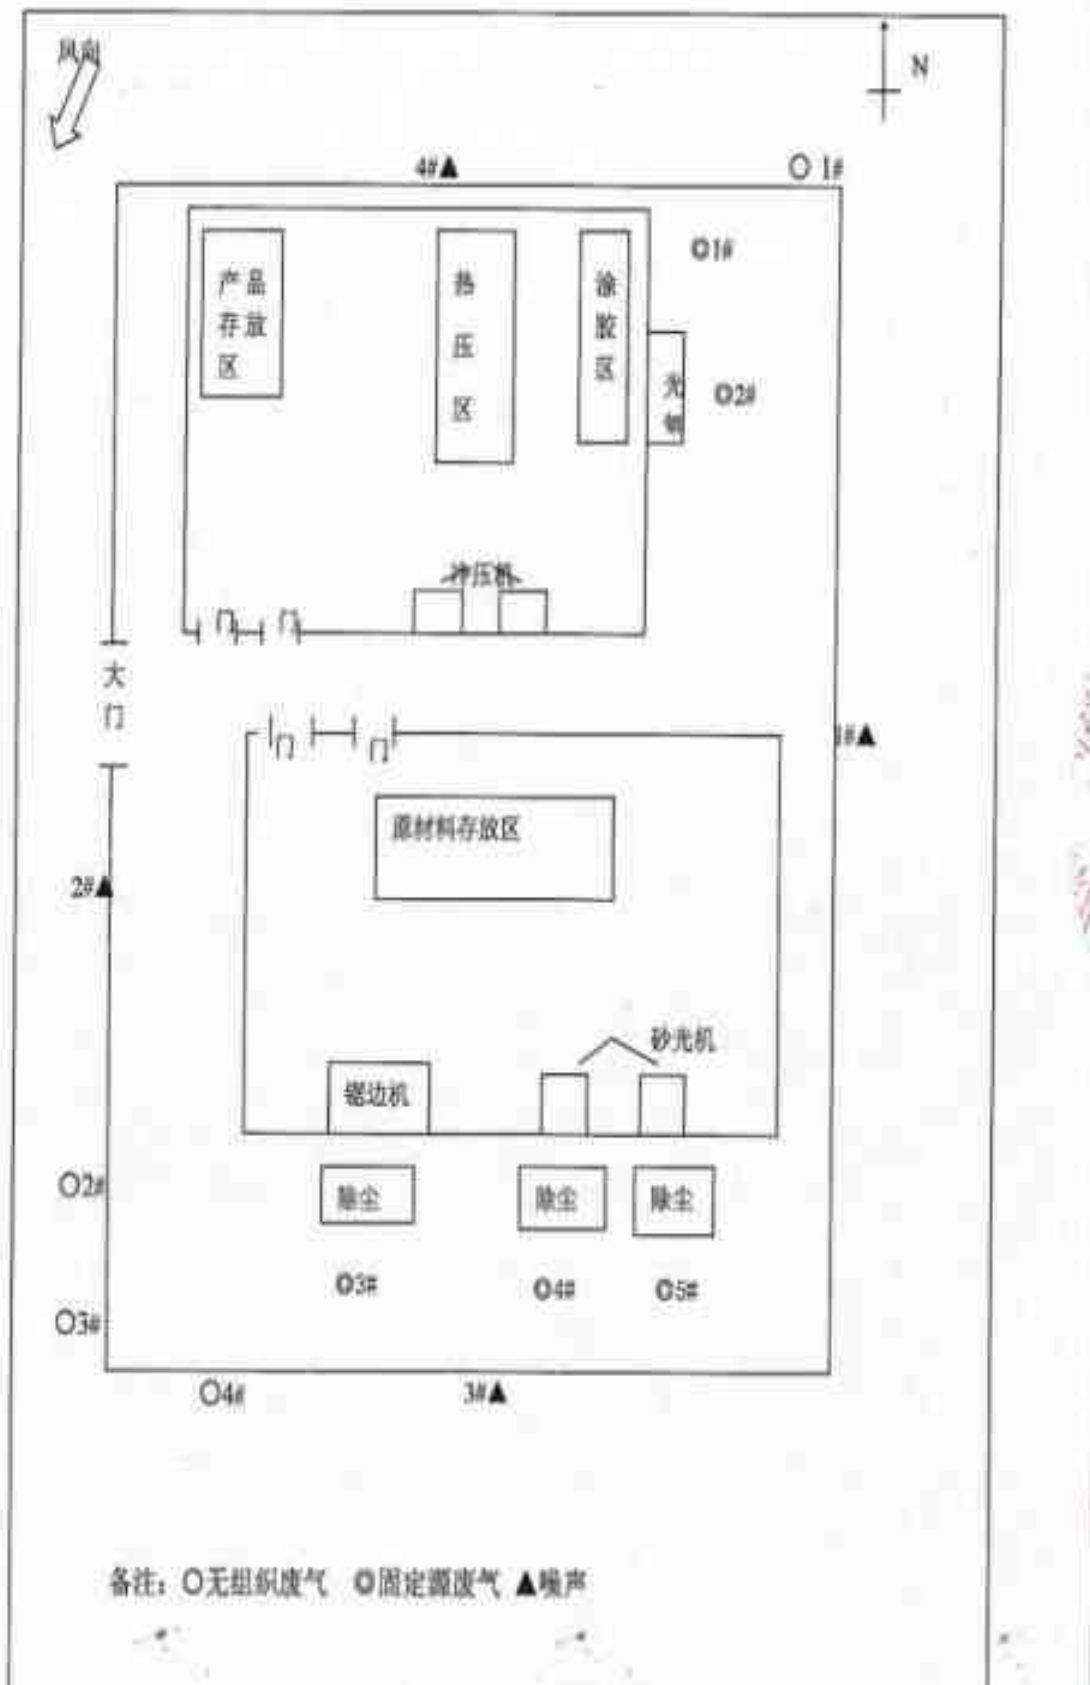 风向
N
4#▲
○ 1#
◎1#
产品
存放
区
热
压
区
涂
胶
区
◎2#
冲压机
门
门
大
门
1#▲
门
门
原材料存放区
2#▲
砂光机
锯边机
○2#
除尘
除尘
除尘
◎3#
◎4#
◎5#
○3#
○4#
3#▲
备注：○无组织废气 ◎固定源废气 ▲噪声